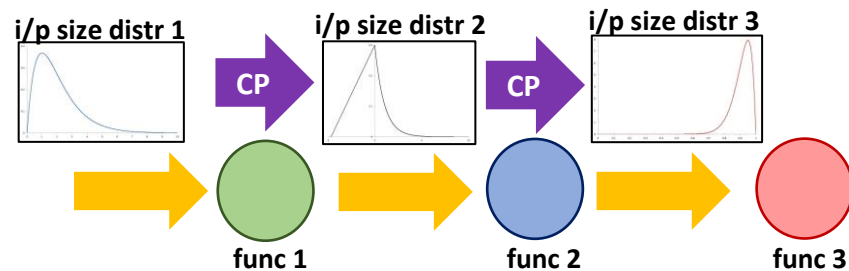 i/p size distr 1
i/p size distr 2
i/p size distr 3
CP
CP
func 1
func 2
func 3